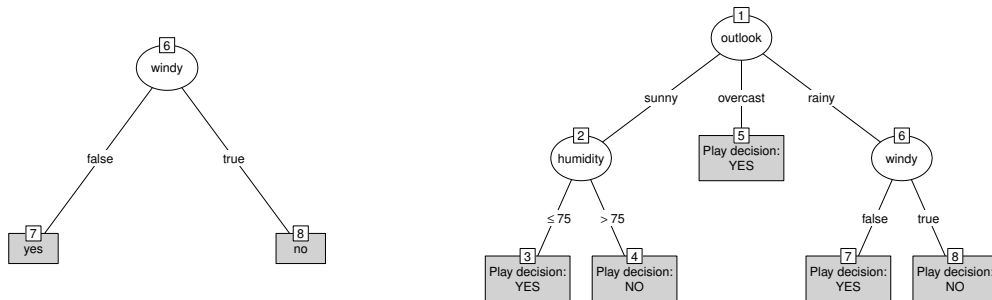 6
windy
false
true
7
yes
8
no
1
outlook
sunny
overcast
rainy
2
humidity
5
Play decision:
YES
6
windy
≤ 75
> 75
false
true
3
Play decision:
YES
4
Play decision:
NO
7
Play decision:
YES
8
Play decision:
NO